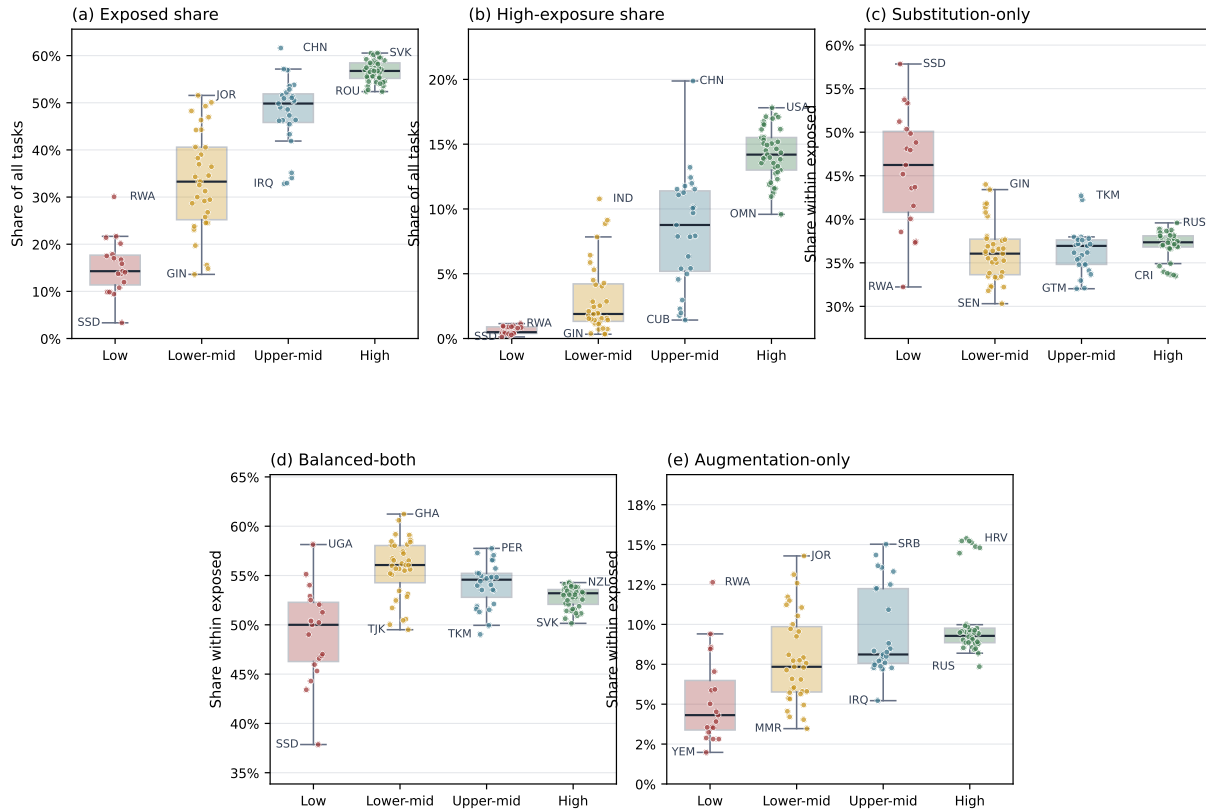 (a) Exposed share
Share of all tasks
60%
50%
40%
30%
20%
10%
0%
RWA
SSD
JOR
GIN
CHN
IRQ
SVK
ROU
Low
Lower-mid
Upper-mid
High
(b) High-exposure share
Share of all tasks
20%
15%
10%
5%
0%
RWA
SSD
IND
GIN
CHN
CUB
USA
OMN
Low
Lower-mid
Upper-mid
High
(c) Substitution-only
Share within exposed
60%
55%
50%
45%
40%
35%
30%
SSD
RWA
GIN
SEN
TKM
GTM
RUS
CRI
Low
Lower-mid
Upper-mid
High
(d) Balanced-both
Share within exposed
65%
60%
55%
50%
45%
40%
35%
UGA
SSD
GHA
TJK
PER
TKM
NZL
SVK
Low
Lower-mid
Upper-mid
High
(e) Augmentation-only
Share within exposed
18%
15%
12%
10%
8%
5%
2%
0%
RWA
YEM
JOR
MMR
SRB
IRQ
HRV
RUS
Low
Lower-mid
Upper-mid
High